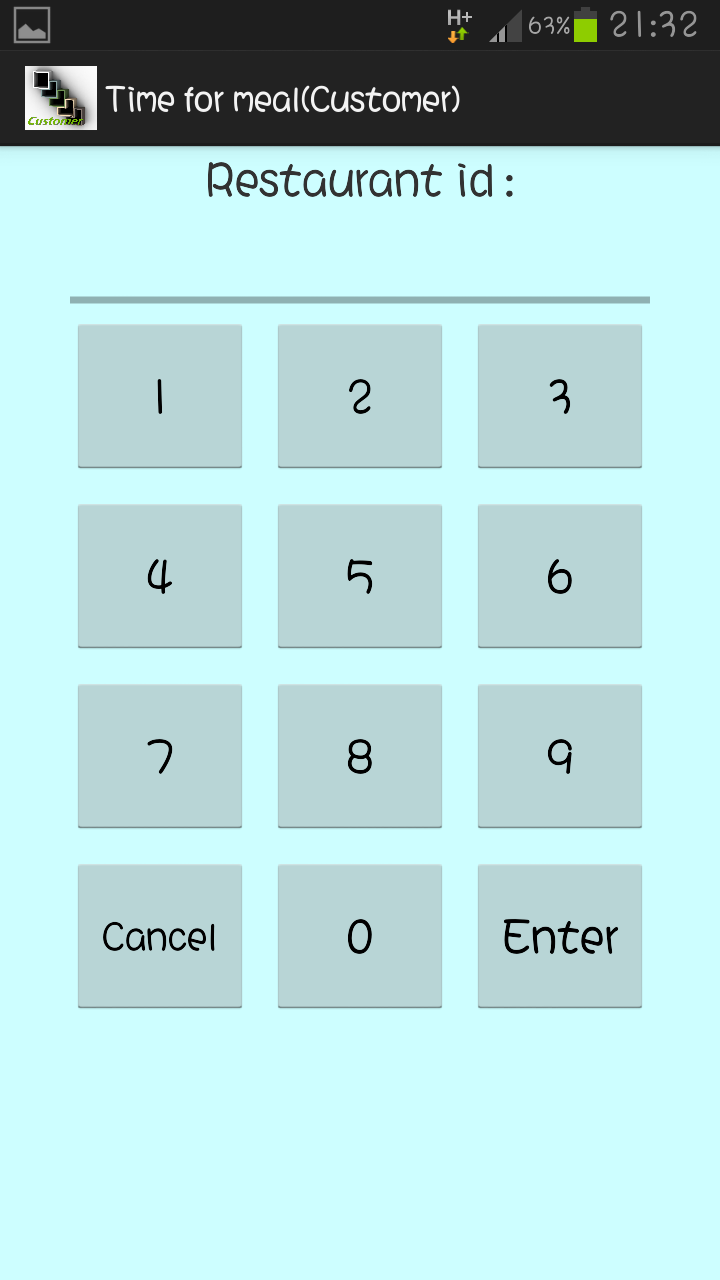 H+ 63% 21:32
Customer
Time for meal(Customer)
Restaurant id :
1 2 3
4 5 6
7 8 9
Cancel 0 Enter